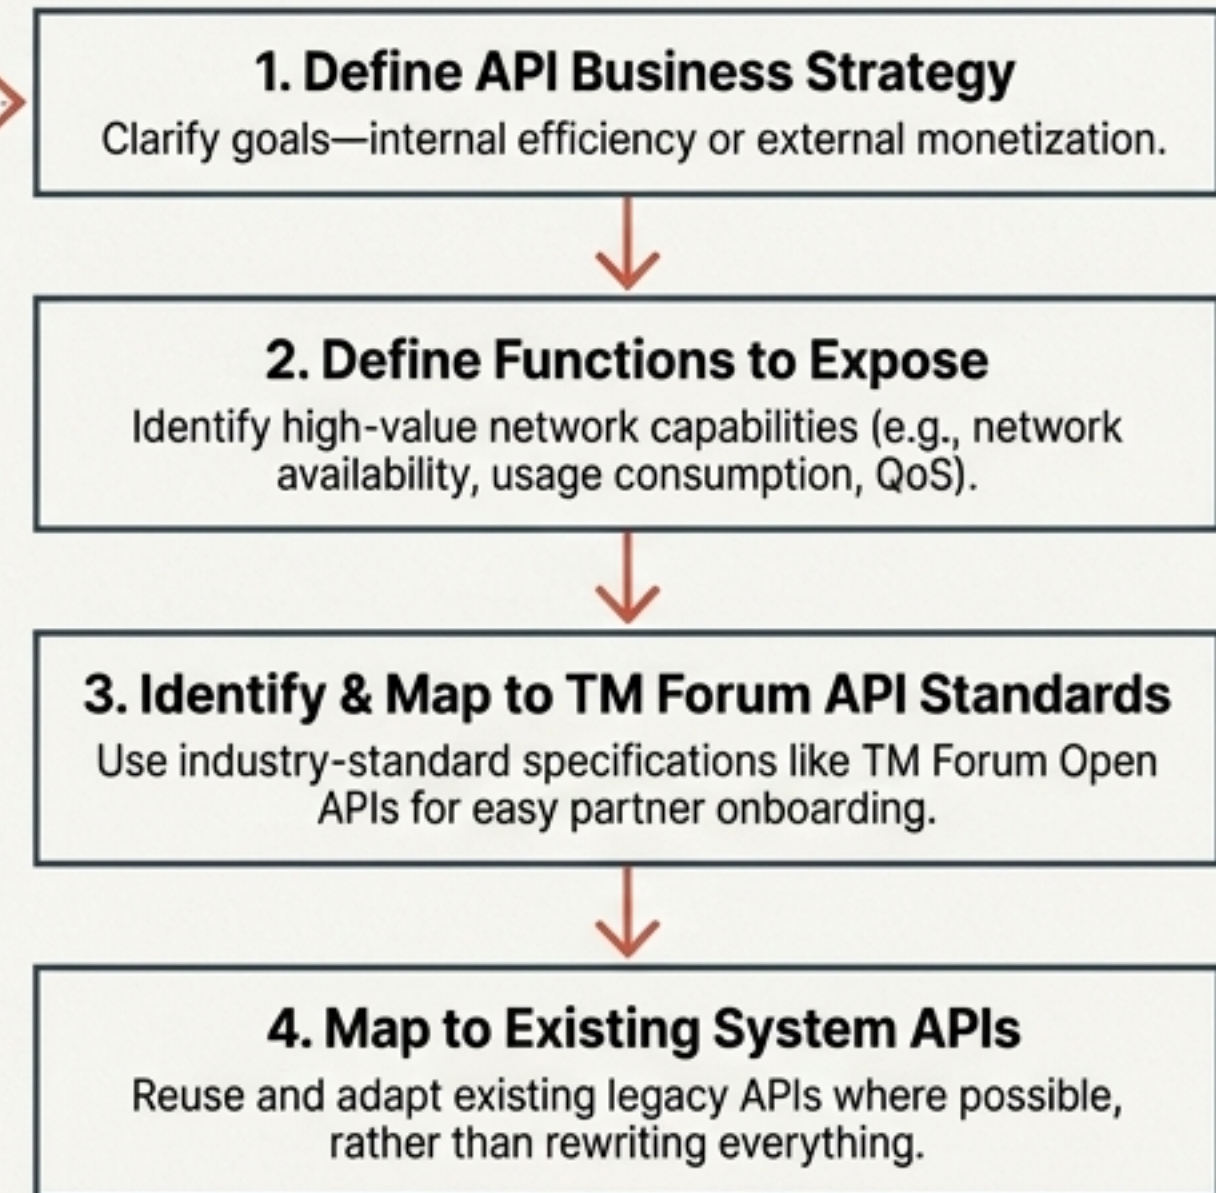 1. Define API Business Strategy
Clarify goals—internal efficiency or external monetization.
2. Define Functions to Expose
Identify high-value network capabilities (e.g., network
availability, usage consumption, QoS).
3. Identify & Map to TM Forum API Standards
Use industry-standard specifications like TM Forum Open
APIs for easy partner onboarding.
4. Map to Existing System APIs
Reuse and adapt existing legacy APIs where possible,
rather than rewriting everything.